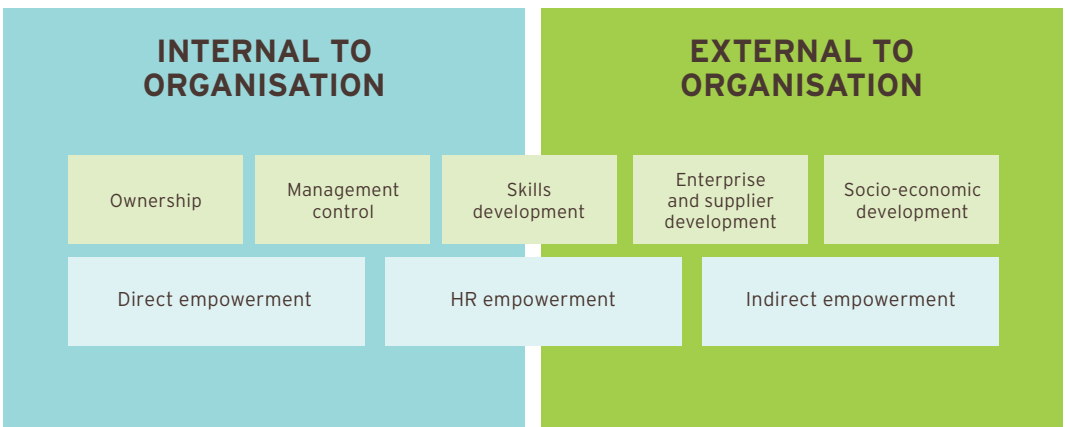 INTERNAL TO
ORGANISATION
EXTERNAL TO
ORGANISATION
Ownership
Management
control
Skills
development
Enterprise
and supplier
development
Socio-economic
development
Direct empowerment
HR empowerment
Indirect empowerment